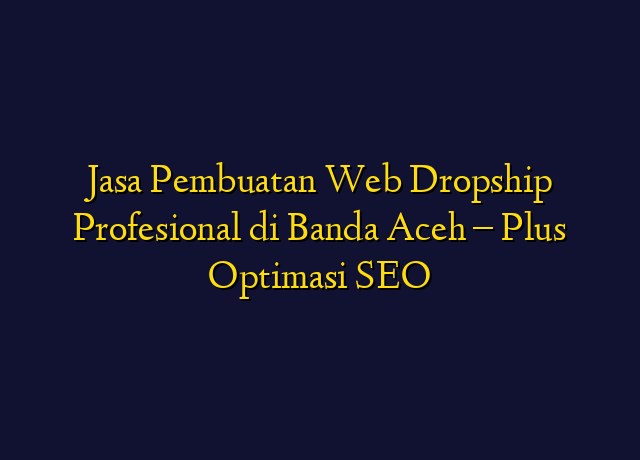 Jasa Pembuatan Web Dropship
Profesional di Banda Aceh – Plus
Optimasi SEO